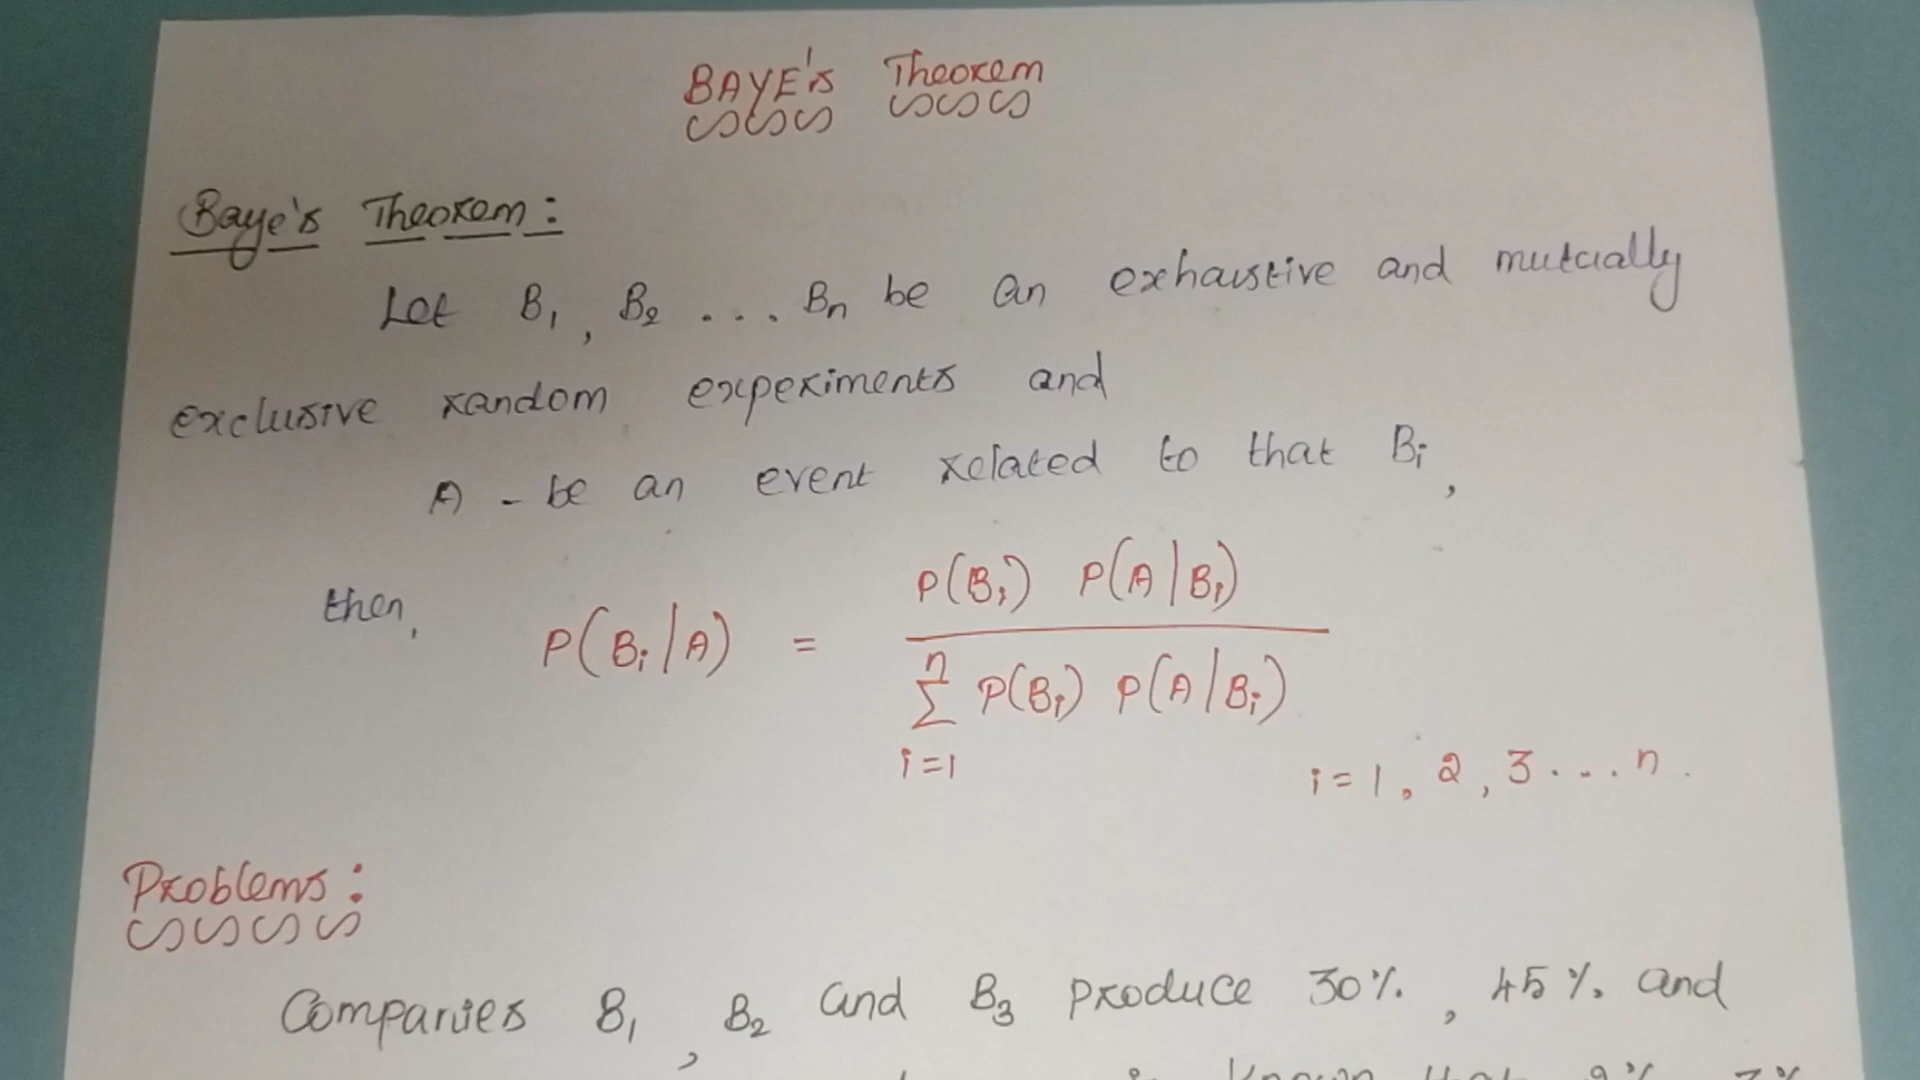 BAYE's Theorem
Baye's Theorem:
Let B₁, B₂ ... Bn be an exhaustive and mutually
exclusive random experiments and
A - be an event related to that Bi,
then, P(Bi/A) = P(Bi) P(A/Bi) / n Σ i=1 P(Bi) P(A/Bi)
i=1, 2, 3 ... n.
Problems:
Companies B₁, B₂ and B₃ produce 30%, 45% and
known that